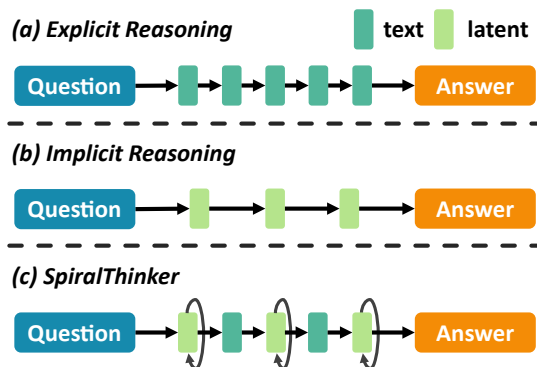 (a) Explicit Reasoning
text
latent
Question
Answer
(b) Implicit Reasoning
Question
Answer
(c) SpiralThinker
Question
Answer